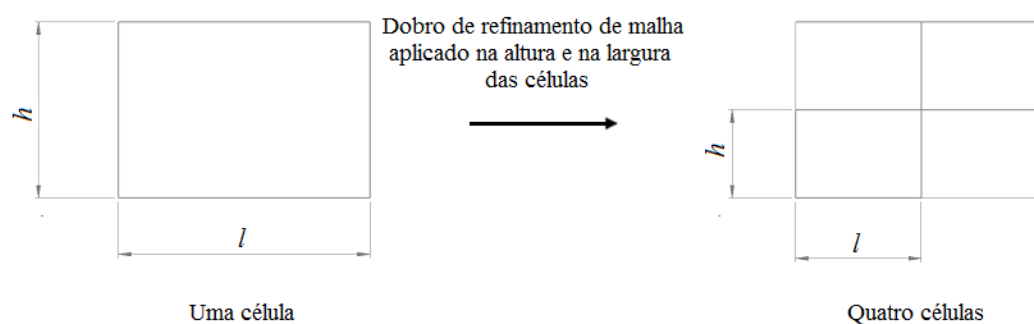 Dobro de refinamento de malha
aplicado na altura e na largura
das células
h
l
Uma célula
h
l
Quatro células